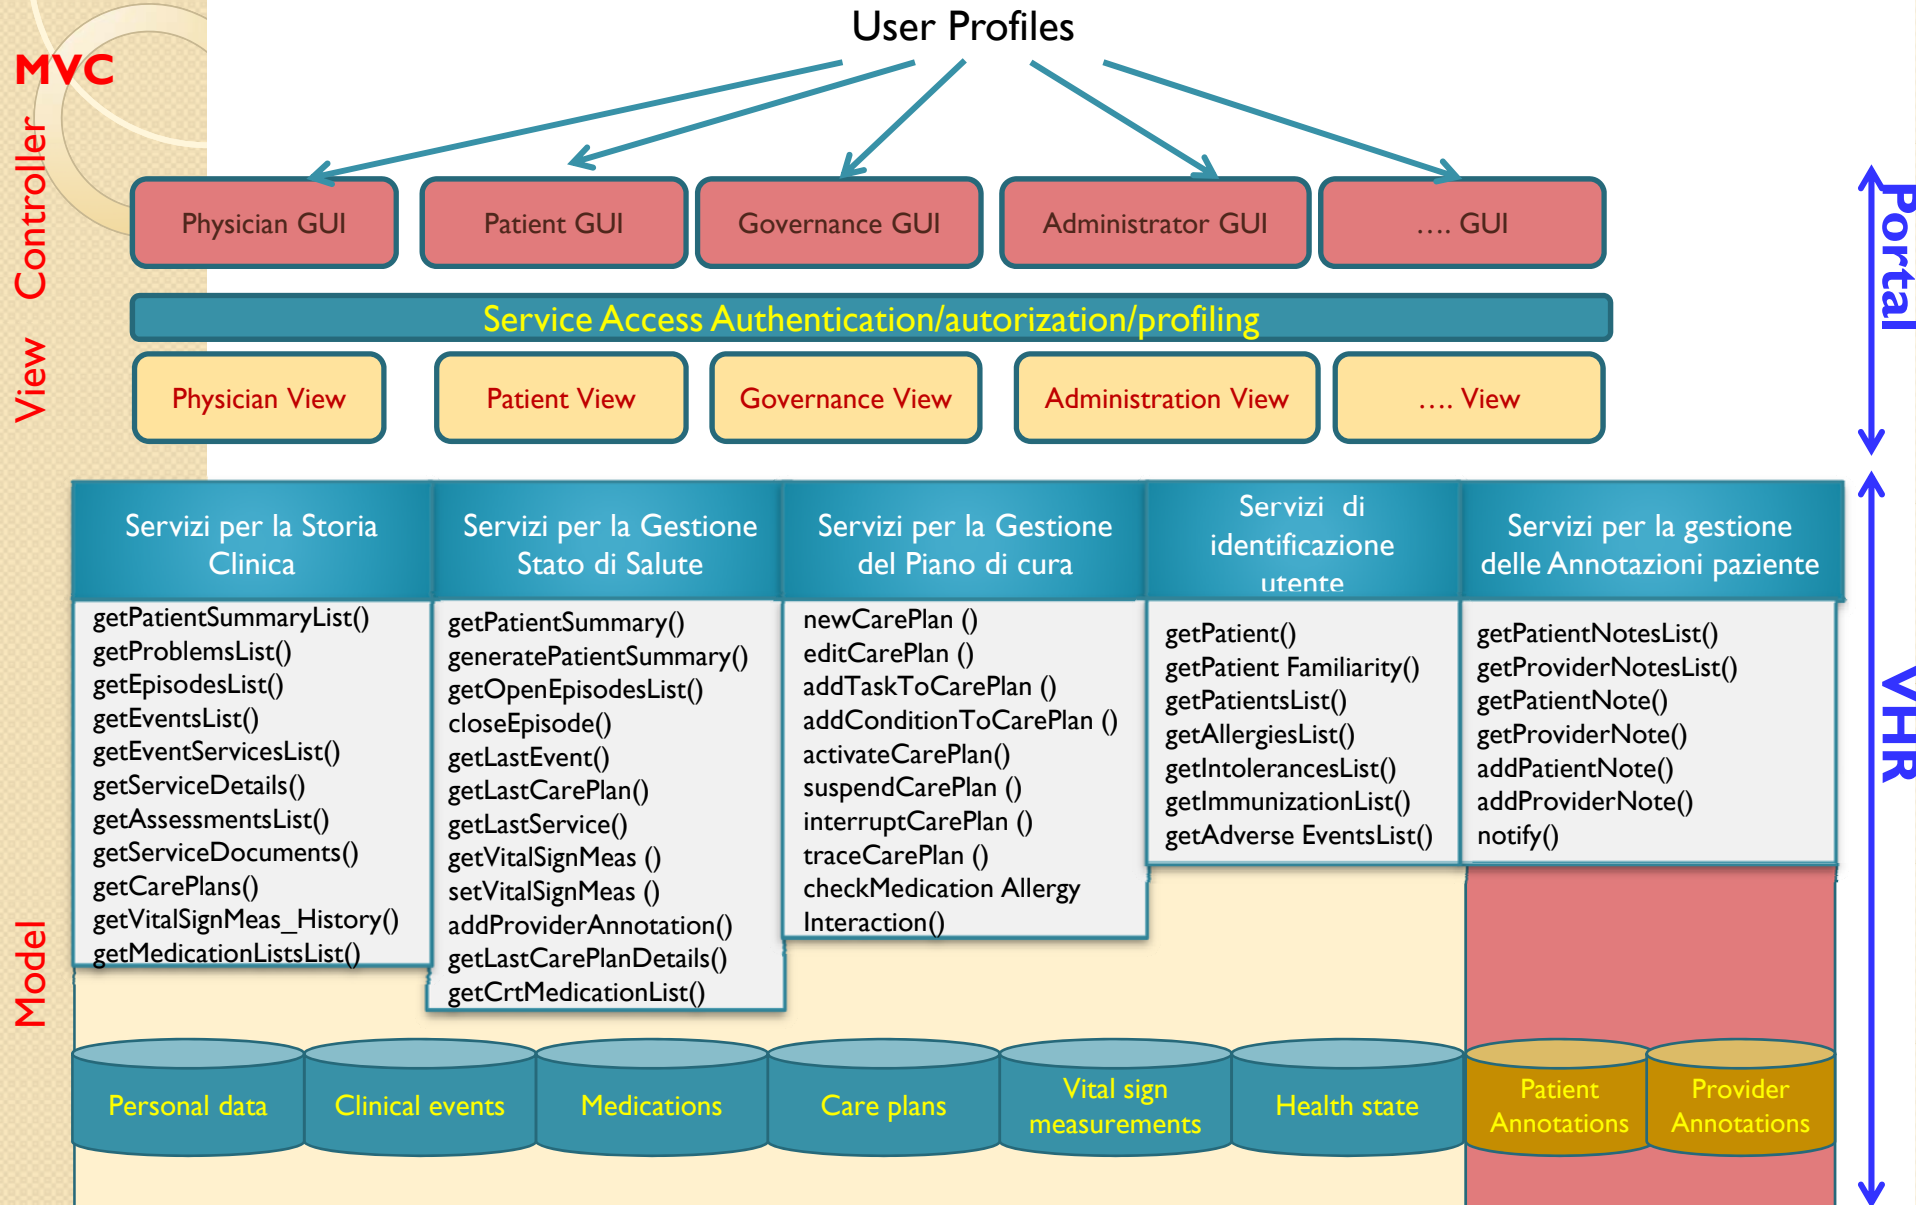 User Profiles
MVC
Controller
View
Model
Physician GUI
Patient GUI
Governance GUI
Administrator GUI
…. GUI
Service Access Authentication/autorization/profiling
Physician View
Patient View
Governance View
Administration View
…. View
Portal
VHR
Servizi per la Storia
Clinica
getPatientSummaryList()
getProblemsList()
getEpisodesList()
getEventsList()
getEventServicesList()
getServiceDetails()
getAssessmentsList()
getServiceDocuments()
getCarePlans()
getVitalSignMeas_History()
getMedicationListsList()
Servizi per la Gestione
Stato di Salute
getPatientSummary()
generatePatientSummary()
getOpenEpisodesList()
closeEpisode()
getLastEvent()
getLastCarePlan()
getLastService()
getVitalSignMeas ()
setVitalSignMeas ()
addProviderAnnotation()
getLastCarePlanDetails()
getCrtMedicationList()
Servizi per la Gestione
del Piano di cura
newCarePlan ()
editCarePlan ()
addTaskToCarePlan ()
addConditionToCarePlan ()
activateCarePlan()
suspendCarePlan ()
interruptCarePlan ()
traceCarePlan ()
checkMedication Allergy
Interaction()
Servizi di
identificazione
utente
getPatient()
getPatient Familiarity()
getPatientsList()
getAllergiesList()
getIntolerancesList()
getImmunizationList()
getAdverse EventsList()
Servizi per la gestione
delle Annotazioni paziente
getPatientNotesList()
getProviderNotesList()
getPatientNote()
getProviderNote()
addPatientNote()
addProviderNote()
notify()
Personal data
Clinical events
Medications
Care plans
Vital sign
measurements
Health state
Patient
Annotations
Provider
Annotations